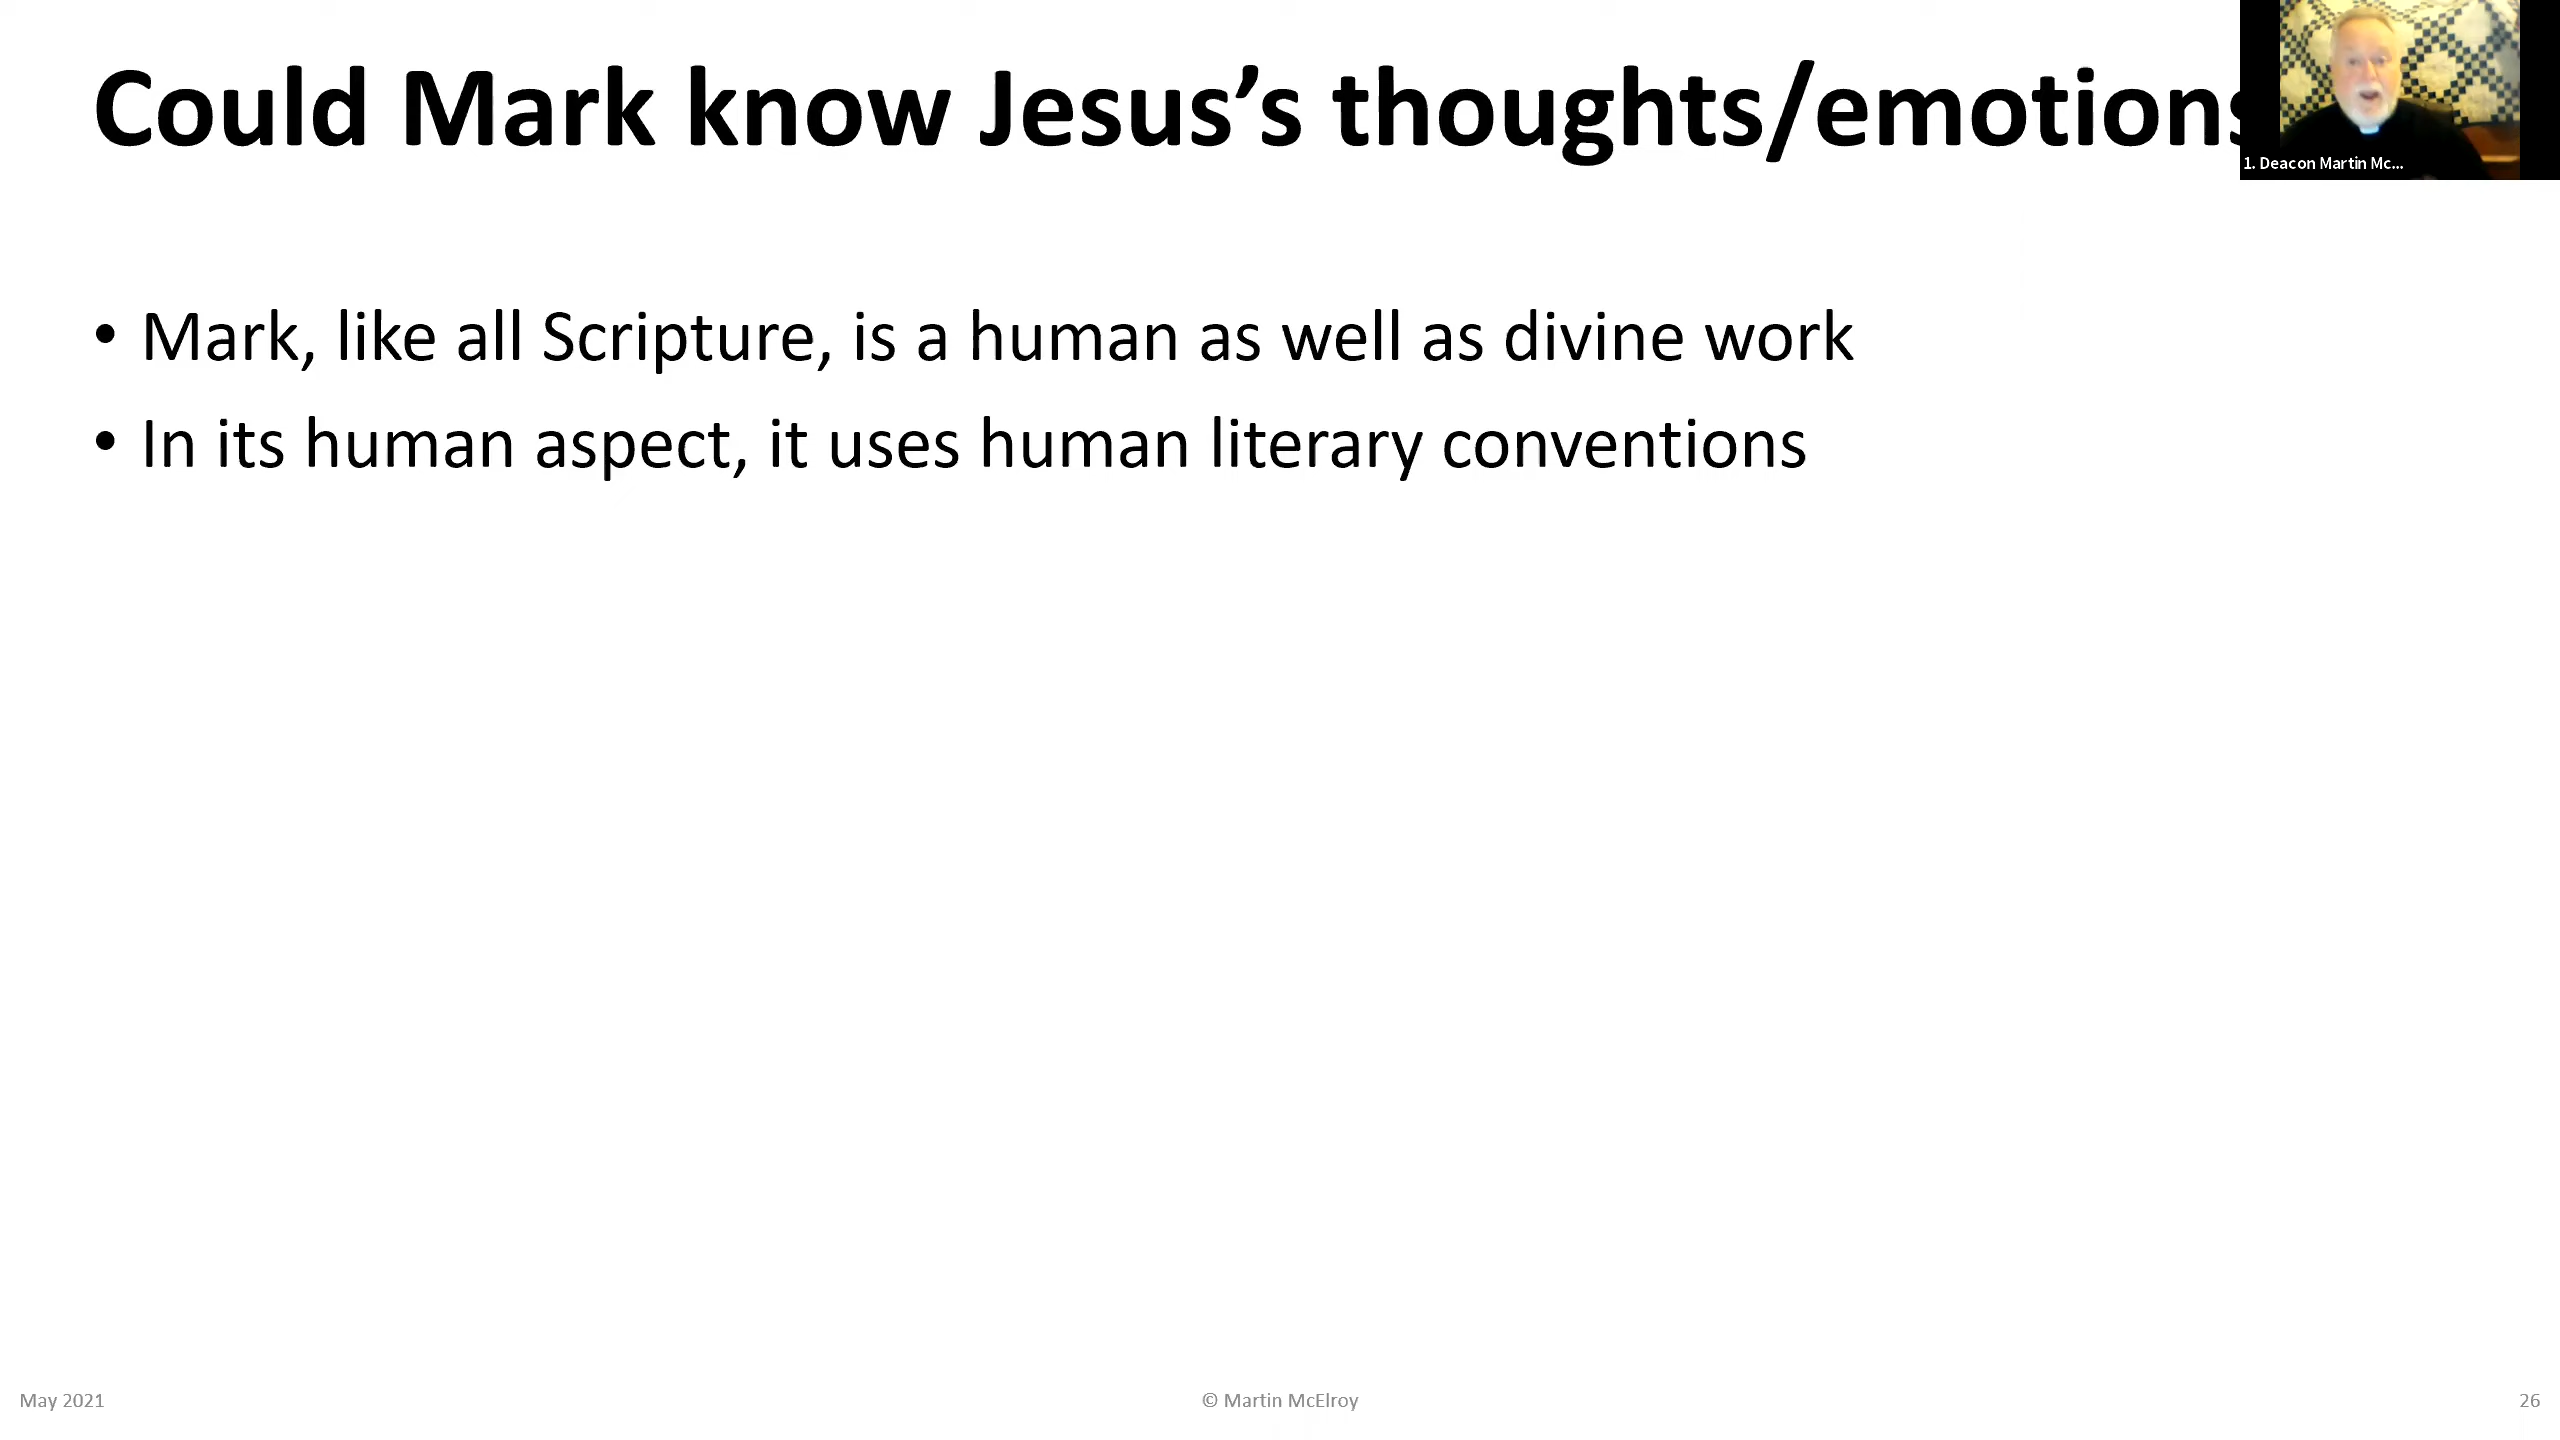 Could Mark know Jesus’s thoughts/emotions
1. Deacon Martin Mc...
• Mark, like all Scripture, is a human as well as divine work
• In its human aspect, it uses human literary conventions
May 2021
© Martin McElroy
26